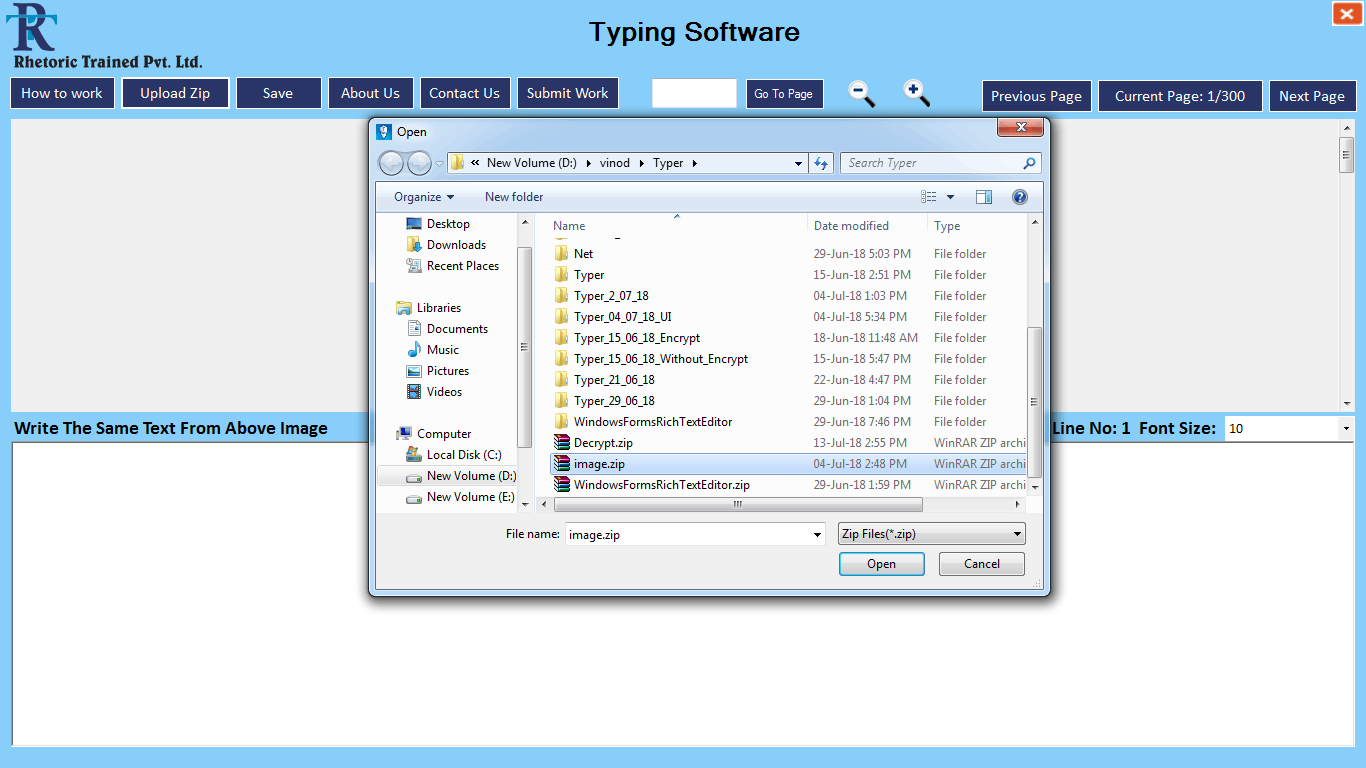 RT
Rhetoric Trained Pvt. Ltd.
Typing Software
How to work
Upload Zip
Save
About Us
Contact Us
Submit Work
Go To Page
Previous Page
Current Page: 1/300
Next Page
Open
« New Volume (D:) vinod Typer
Search Typer
Organize
New folder
Name Date modified Type
Desktop
Downloads
Recent Places
Libraries
Documents
Music
Pictures
Videos
Computer
Local Disk (C:)
New Volume (D:)
New Volume (E:)
Net 29-Jun-18 5:03 PM File folder
Typer 15-Jun-18 2:51 PM File folder
Typer_2_07_18 04-Jul-18 1:03 PM File folder
Typer_04_07_18_UI 04-Jul-18 5:34 PM File folder
Typer_15_06_18_Encrypt 18-Jun-18 11:48 AM File folder
Typer_15_06_18_Without_Encrypt 15-Jun-18 5:47 PM File folder
Typer_21_06_18 22-Jun-18 4:47 PM File folder
Typer_29_06_18 29-Jun-18 1:04 PM File folder
WindowsFormsRichTextEditor 29-Jun-18 7:46 PM File folder
Decrypt.zip 13-Jul-18 2:55 PM WinRAR ZIP archi
image.zip 04-Jul-18 2:48 PM WinRAR ZIP archi
WindowsFormsRichTextEditor.zip 29-Jun-18 1:59 PM WinRAR ZIP archi
File name: image.zip
Zip Files(*.zip)
Open
Cancel
Write The Same Text From Above Image
Line No: 1 Font Size: 10